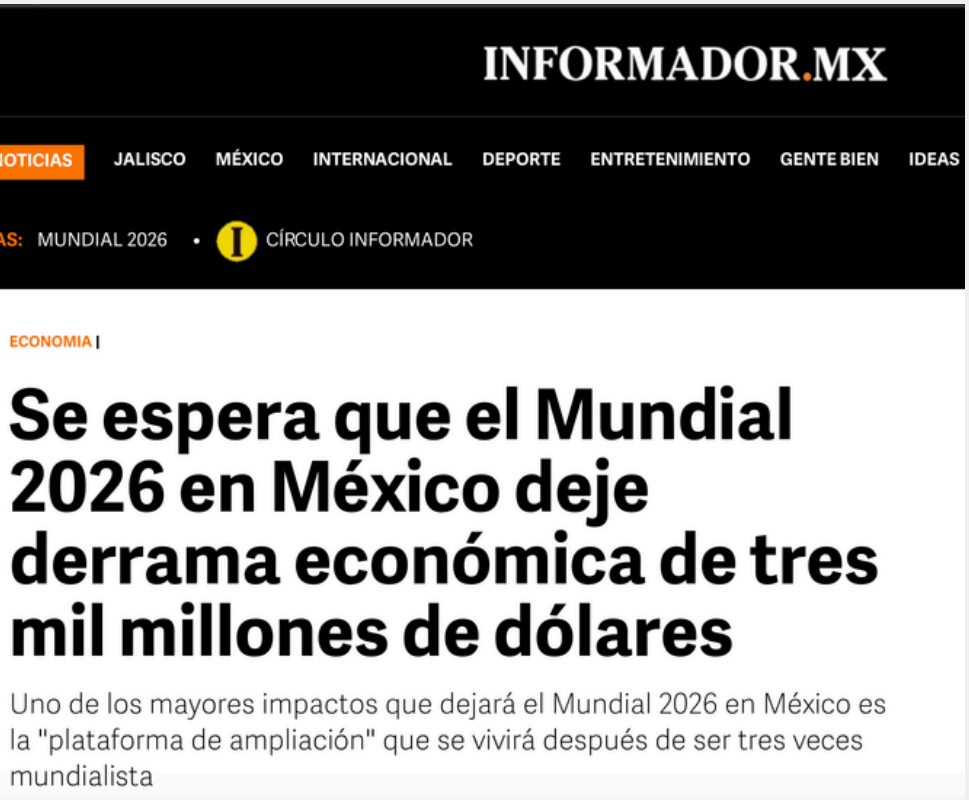 INFORMADOR.MX
NOTICIAS JALISCO MÉXICO INTERNACIONAL DEPORTE ENTRETENIMIENTO GENTE BIEN IDEAS
AS: MUNDIAL 2026 • I CÍRCULO INFORMADOR
ECONOMIA |
Se espera que el Mundial
2026 en México deje
derrama económica de tres
mil millones de dólares
Uno de los mayores impactos que dejará el Mundial 2026 en México es
la "plataforma de ampliación" que se vivirá después de ser tres veces
mundialista